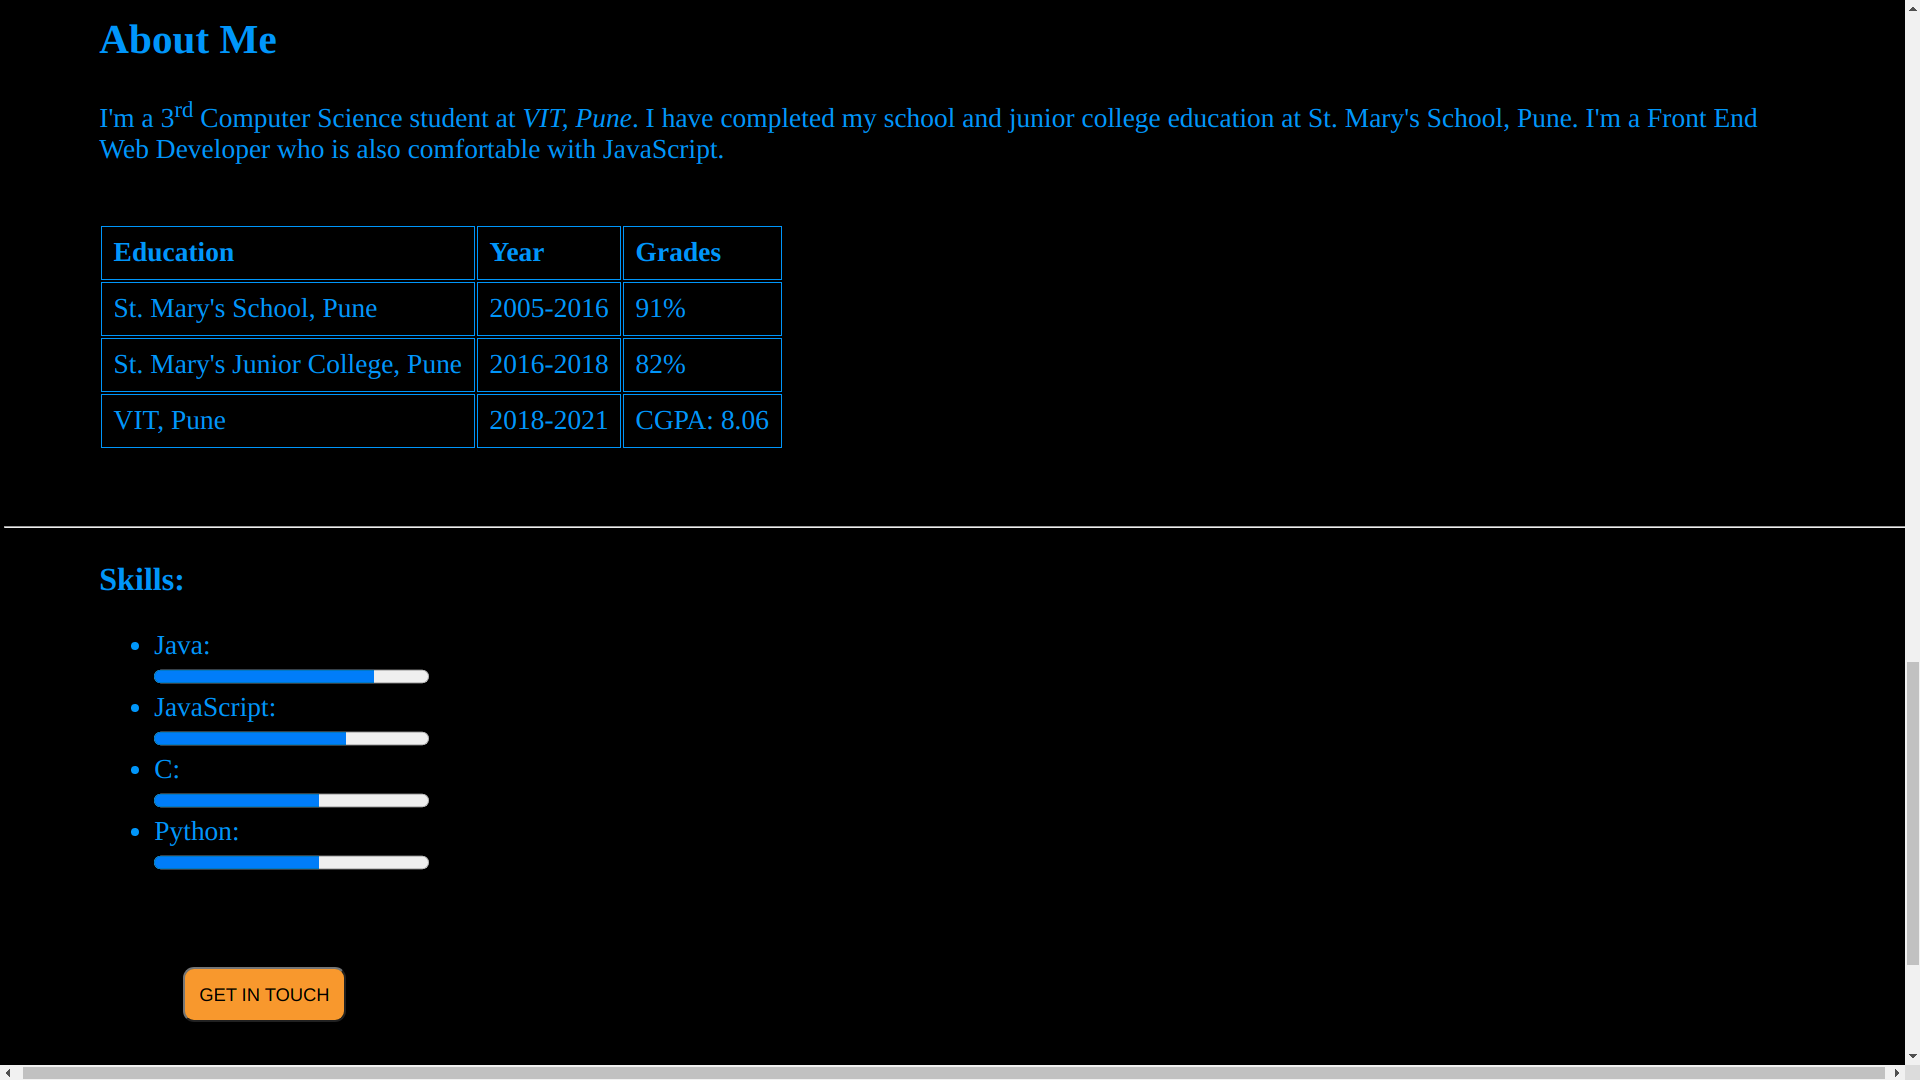 About Me
I'm a 3rd Computer Science student at VIT, Pune. I have completed my school and junior college education at St. Mary's School, Pune. I'm a Front End
Web Developer who is also comfortable with JavaScript.
Education Year Grades
St. Mary's School, Pune 2005-2016 91%
St. Mary's Junior College, Pune 2016-2018 82%
VIT, Pune 2018-2021 CGPA: 8.06
Skills:
Java:
JavaScript:
C:
Python:
GET IN TOUCH